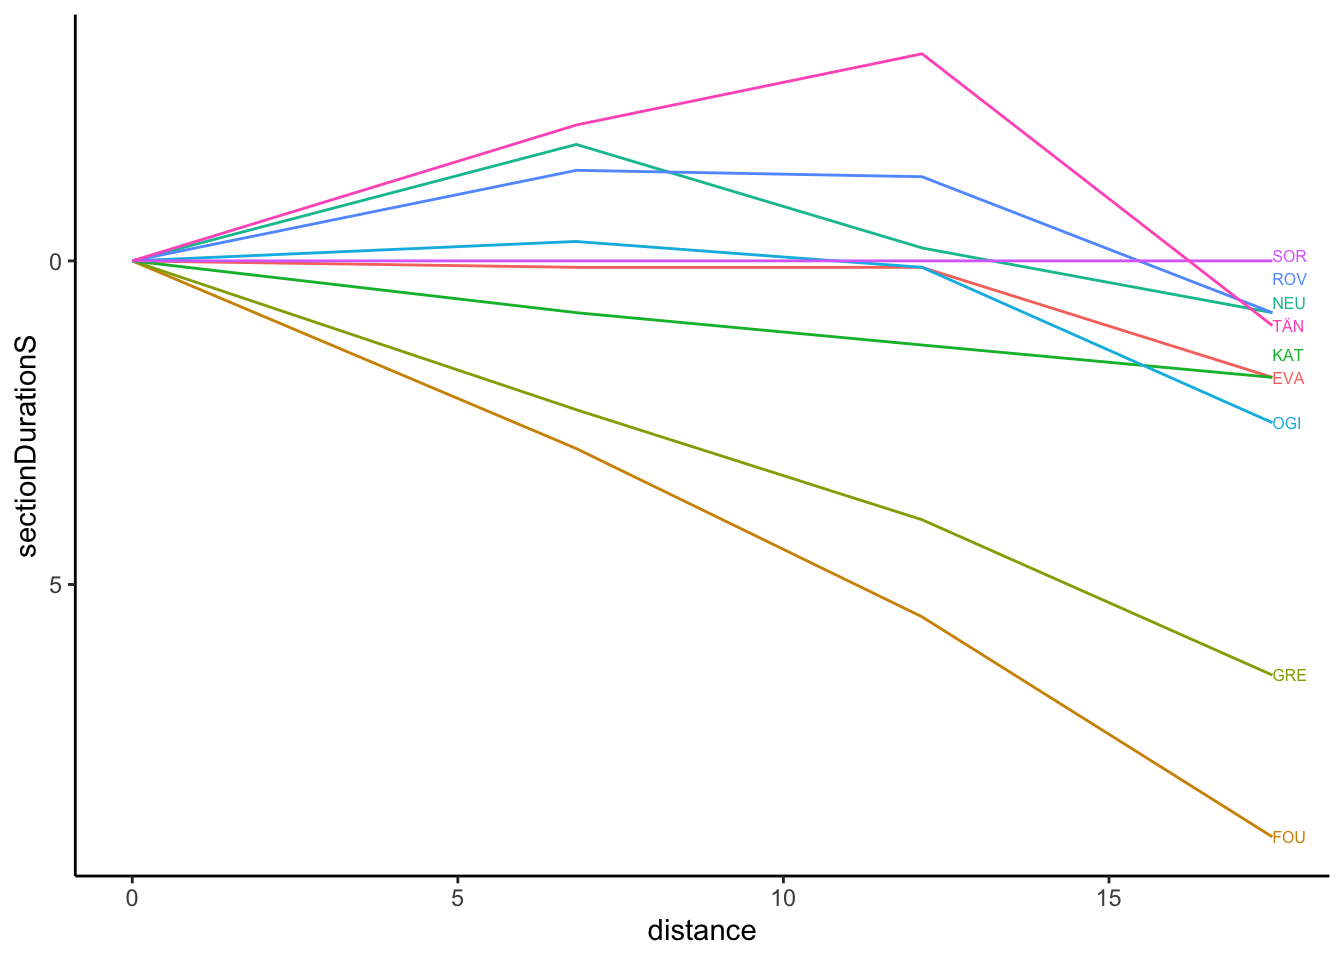 sectionDurationS
0
5
SOR
ROV
NEU
TÄN
KAT
EVA
OGI
GRE
FOU
0 5 10 15
distance